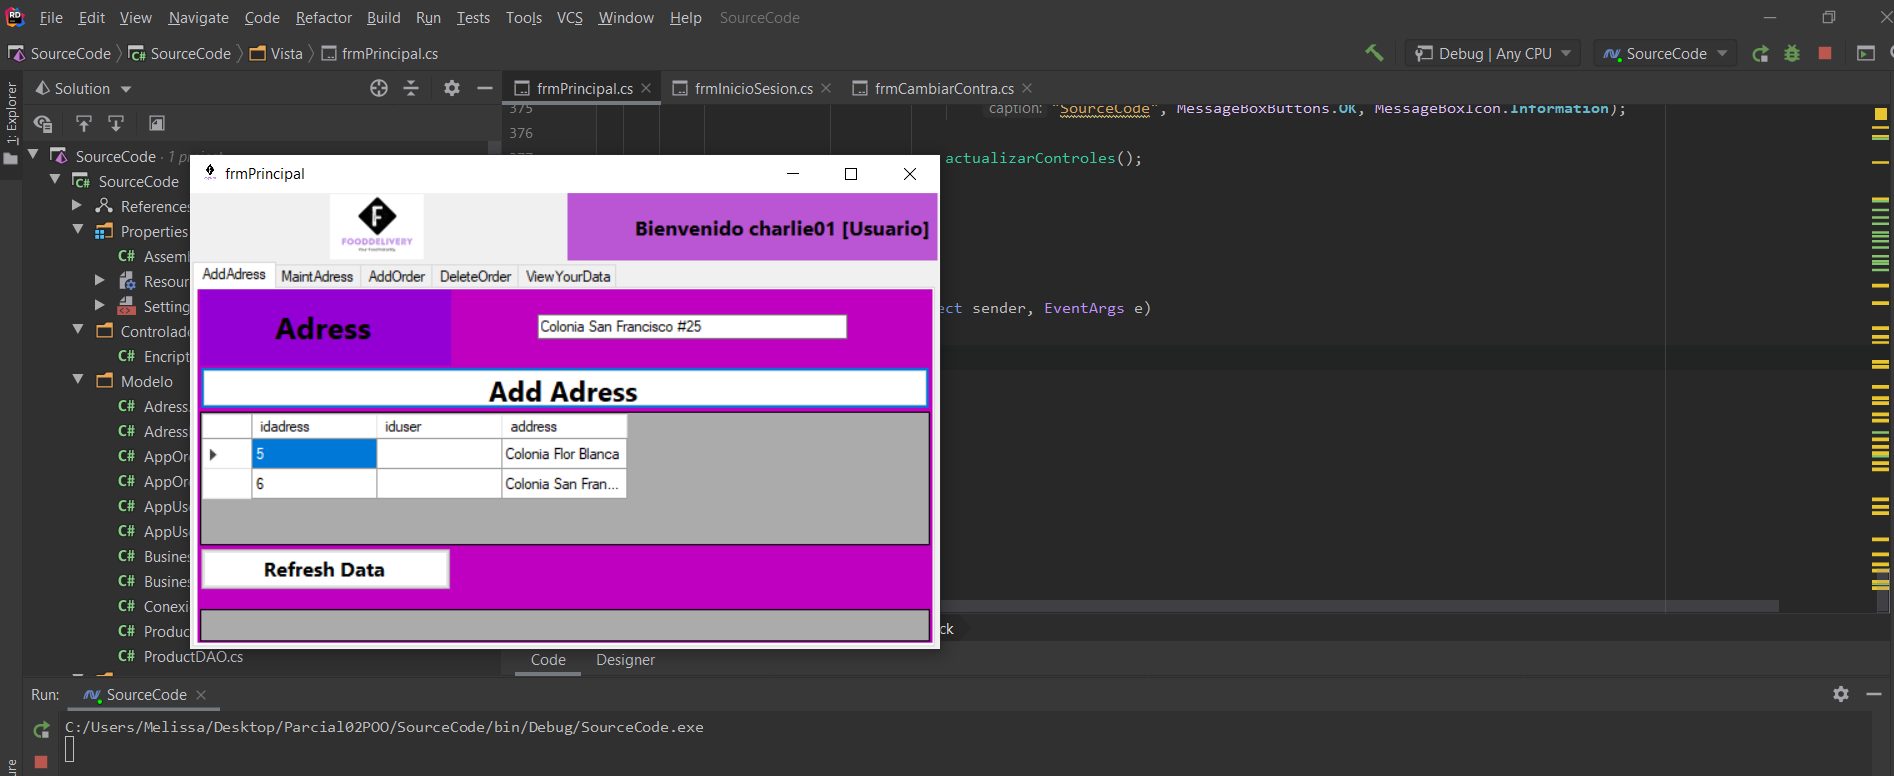 File Edit View Navigate Code Refactor Build Run Tests Tools VCS Window Help SourceCode
SourceCode SourceCode Vista frmPrincipal.cs Debug | Any CPU SourceCode
1: Explorer
Solution
frmPrincipal.cs frmInicioSesion.cs frmCambiarContra.cs
375 caption: "SourceCode", MessageBoxButtons.OK, MessageBoxIcon.Information);
376
actualizarControles();
ect sender, EventArgs e)
ck
SourceCode · 1
SourceCode
References
Properties
Assem
Resour
Setting
Controlad
Encript
Modelo
Adress
Adress
AppOr
AppOr
AppUs
AppUs
Busines
Busines
Conexi
Produc
ProductDAO.cs
frmPrincipal
F
FOODDELIVERY
Bienvenido charlie01 [Usuario]
AddAdress MaintAdress AddOrder DeleteOrder ViewYourData
Adress
Colonia San Francisco #25
Add Adress
idadress iduser address
5 Colonia Flor Blanca
6 Colonia San Fran...
Refresh Data
Code Designer
Run: SourceCode
C:/Users/Melissa/Desktop/Parcial02POO/SourceCode/bin/Debug/SourceCode.exe